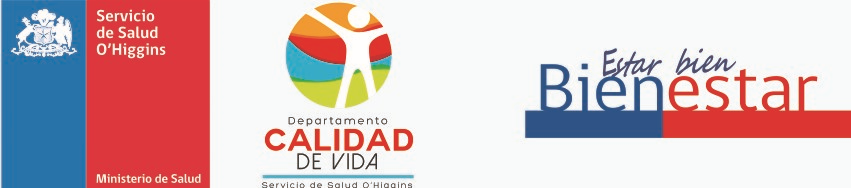 Servicio
de Salud
O'Higgins
Ministerio de Salud
Departamento
CALIDAD
DE VIDA
Servicio de Salud O'Higgins
Estar bien
Bienestar